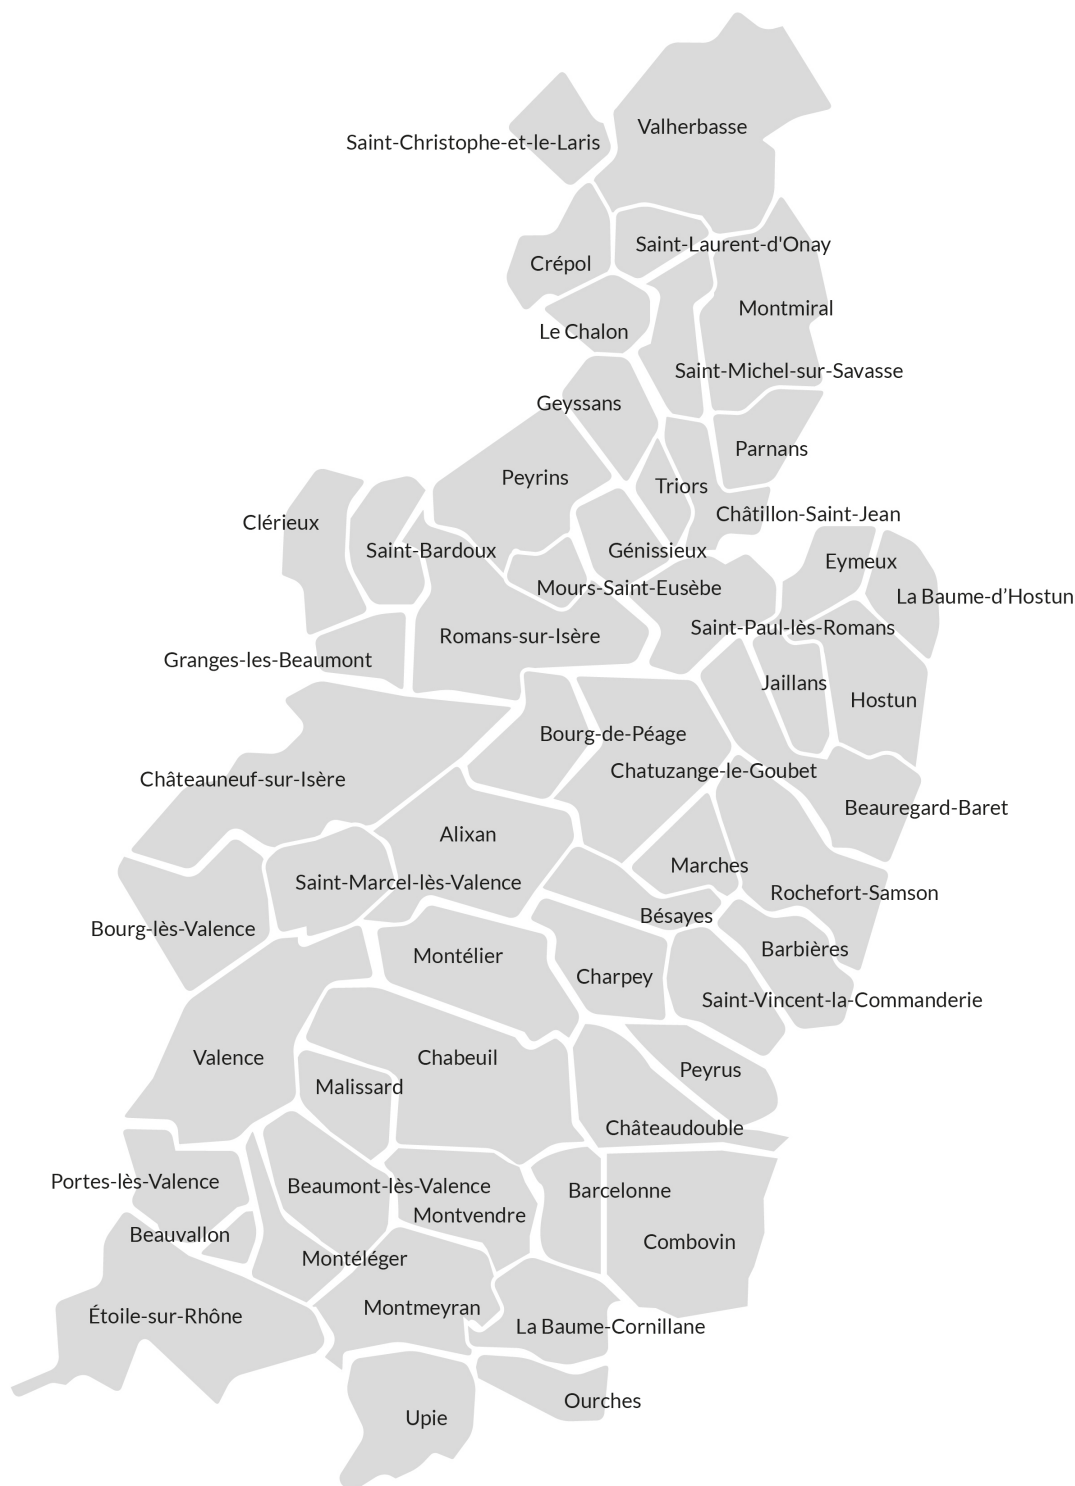 Valherbasse
Saint-Christophe-et-le-Laris
Saint-Laurent-d'Onay
Crépol
Montmiral
Le Chalon
Saint-Michel-sur-Savasse
Geyssans
Parnans
Peyrins
Triors
Châtillon-Saint-Jean
Clérieux
Saint-Bardoux
Génissieux
Eymeux
Mours-Saint-Eusèbe
La Baume-d’Hostun
Saint-Paul-lès-Romans
Romans-sur-Isère
Granges-les-Beaumont
Jaillans
Hostun
Bourg-de-Péage
Chatuzange-le-Goubet
Châteauneuf-sur-Isère
Beauregard-Baret
Alixan
Marches
Saint-Marcel-lès-Valence
Rochefort-Samson
Bésayes
Bourg-lès-Valence
Barbières
Montélier
Charpey
Saint-Vincent-la-Commanderie
Valence
Chabeuil
Peyrus
Malissard
Châteaudouble
Portes-lès-Valence
Beaumont-lès-Valence
Barcelonne
Montvendre
Beauvallon
Combovin
Montéléger
Montmeyran
Étoile-sur-Rhône
La Baume-Cornillane
Ourches
Upie